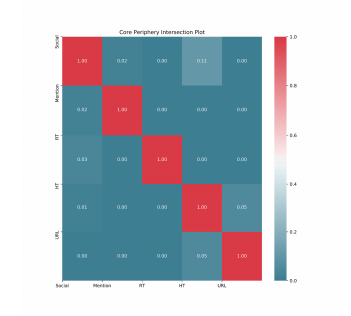 Core Periphery Intersection Plot
Social
Mention
RT
HT
URL
1.00 0.02 0.00 0.11 0.00
0.02 1.00 0.00 0.00 0.00
0.03 0.00 1.00 0.00 0.00
0.01 0.00 0.00 1.00 0.05
0.00 0.00 0.00 0.05 1.00
Social Mention RT HT URL
1.0
0.8
0.6
0.4
0.2
0.0